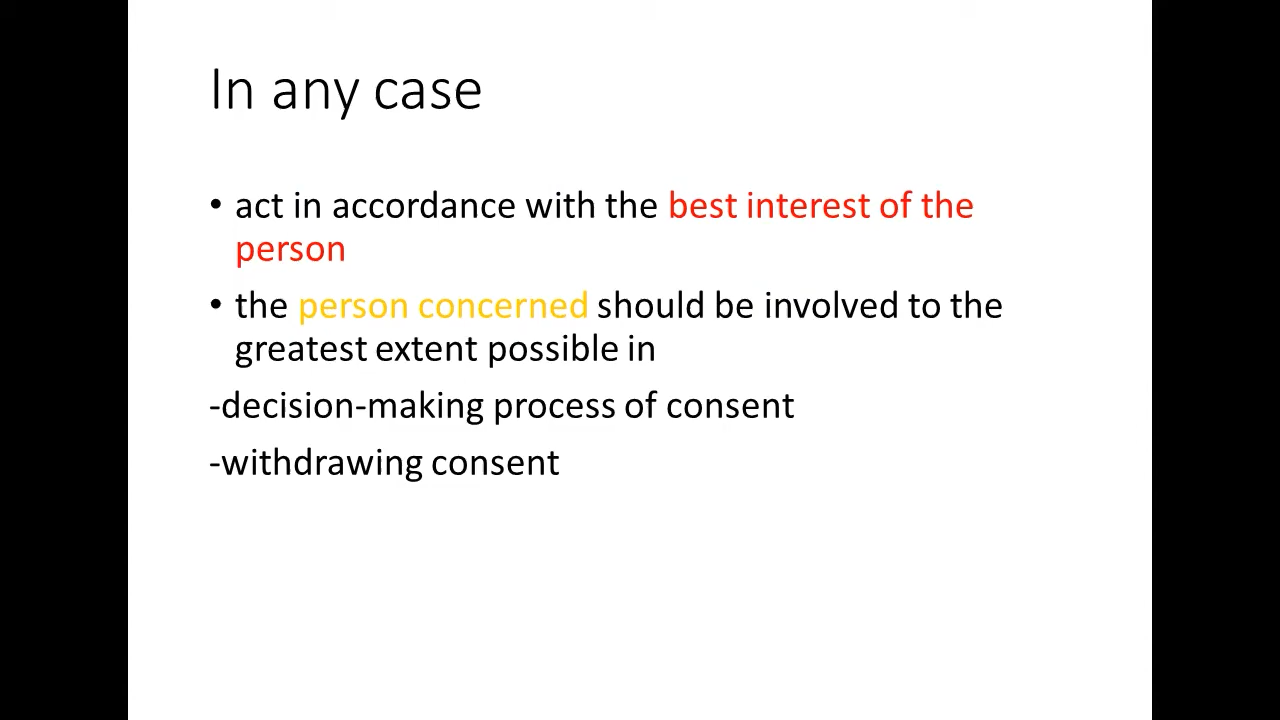 In any case
• act in accordance with the best interest of the
person
• the person concerned should be involved to the
greatest extent possible in
-decision-making process of consent
-withdrawing consent